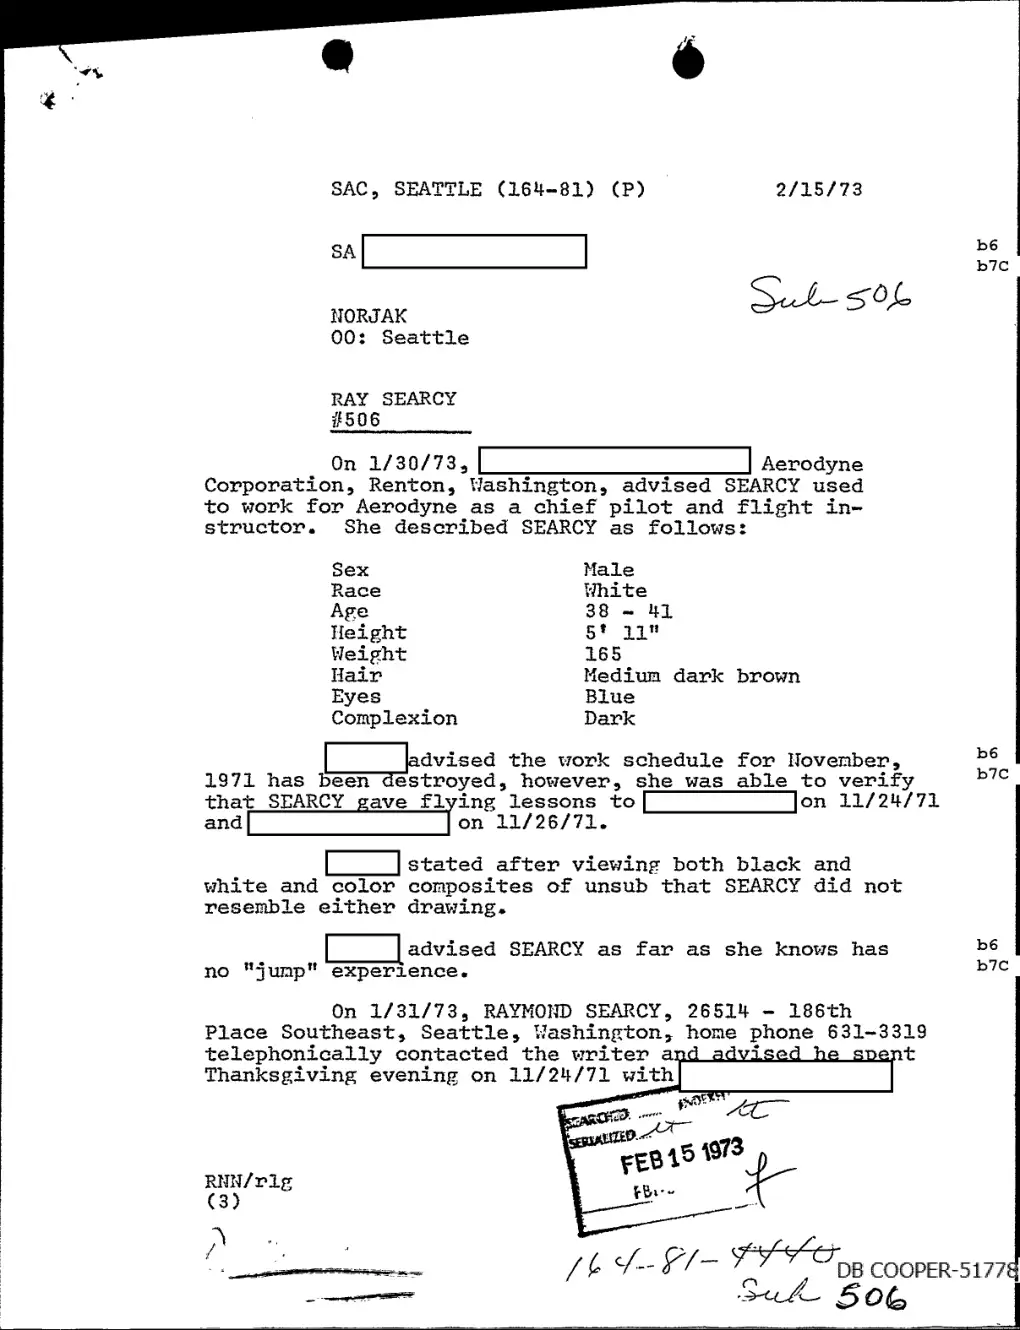 SAC, SEATTLE (164-81) (P) 2/15/73
SA
b6
b7C
Sub 506
NORJAK
OO: Seattle
RAY SEARCY
#506
On 1/30/73, Aerodyne
Corporation, Renton, Washington, advised SEARCY used
to work for Aerodyne as a chief pilot and flight in-
structor. She described SEARCY as follows:
Sex Male
Race White
Age 38 - 41
Height 5' 11"
Weight 165
Hair Medium dark brown
Eyes Blue
Complexion Dark
advised the work schedule for November,
1971 has been destroyed, however, she was able to verify
that SEARCY gave flying lessons to on 11/24/71
and on 11/26/71.
b6
b7C
stated after viewing both black and
white and color composites of unsub that SEARCY did not
resemble either drawing.
advised SEARCY as far as she knows has
no "jump" experience.
b6
b7C
On 1/31/73, RAYMOND SEARCY, 26514 - 186th
Place Southeast, Seattle, Washington, home phone 631-3319
telephonically contacted the writer and advised he spent
Thanksgiving evening on 11/24/71 with
SEARCHED INDEXED
SERIALIZED
FEB 15 1973
FBI
RNN/rlg
(3)
164-81-4440
DB COOPER-51778
Sub 506